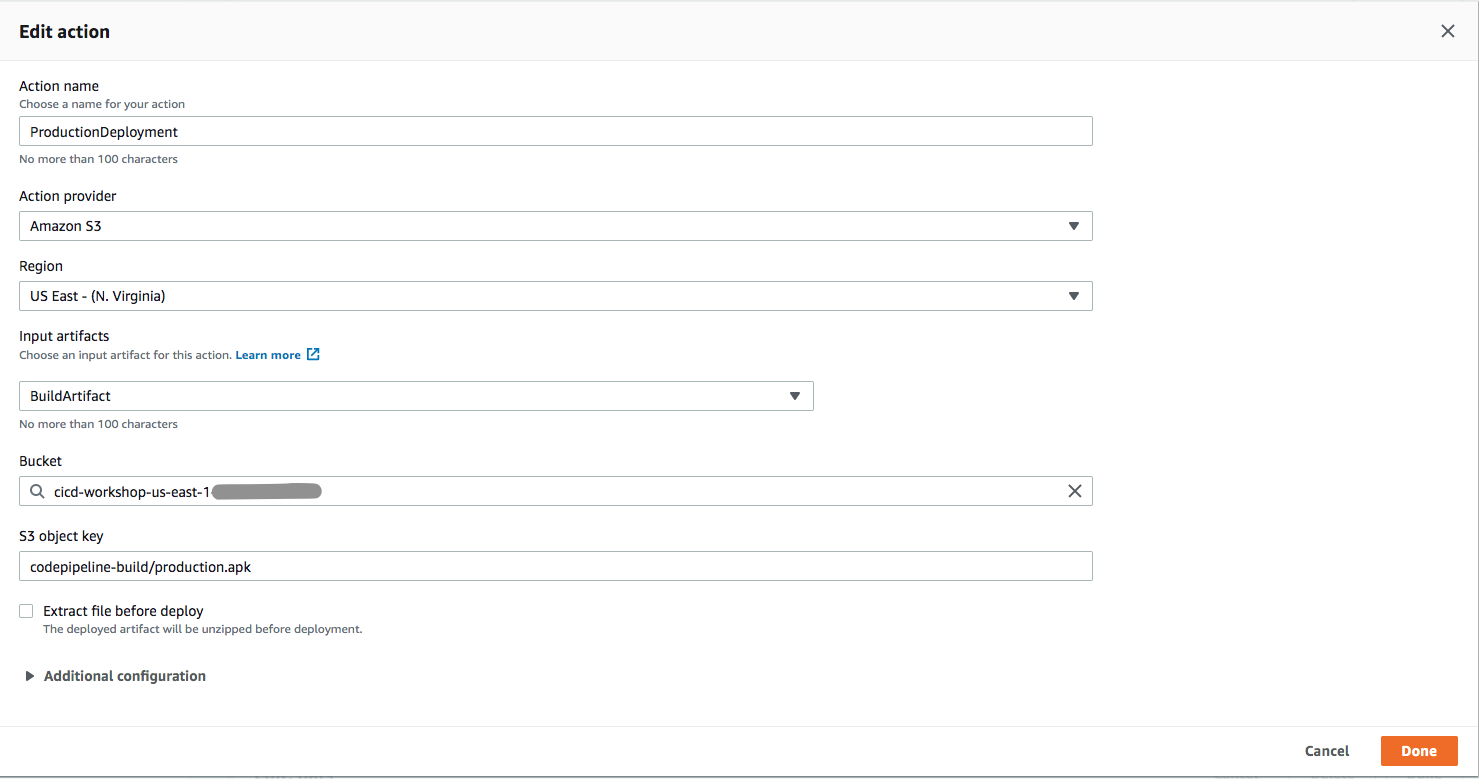 Edit action
Action name
Choose a name for your action
ProductionDeployment
No more than 100 characters
Action provider
Amazon S3
Region
US East - (N. Virginia)
Input artifacts
Choose an input artifact for this action. Learn more
BuildArtifact
No more than 100 characters
Bucket
cicd-workshop-us-east-1
S3 object key
codepipeline-build/production.apk
Extract file before deploy
The deployed artifact will be unzipped before deployment.
Additional configuration
Cancel Done